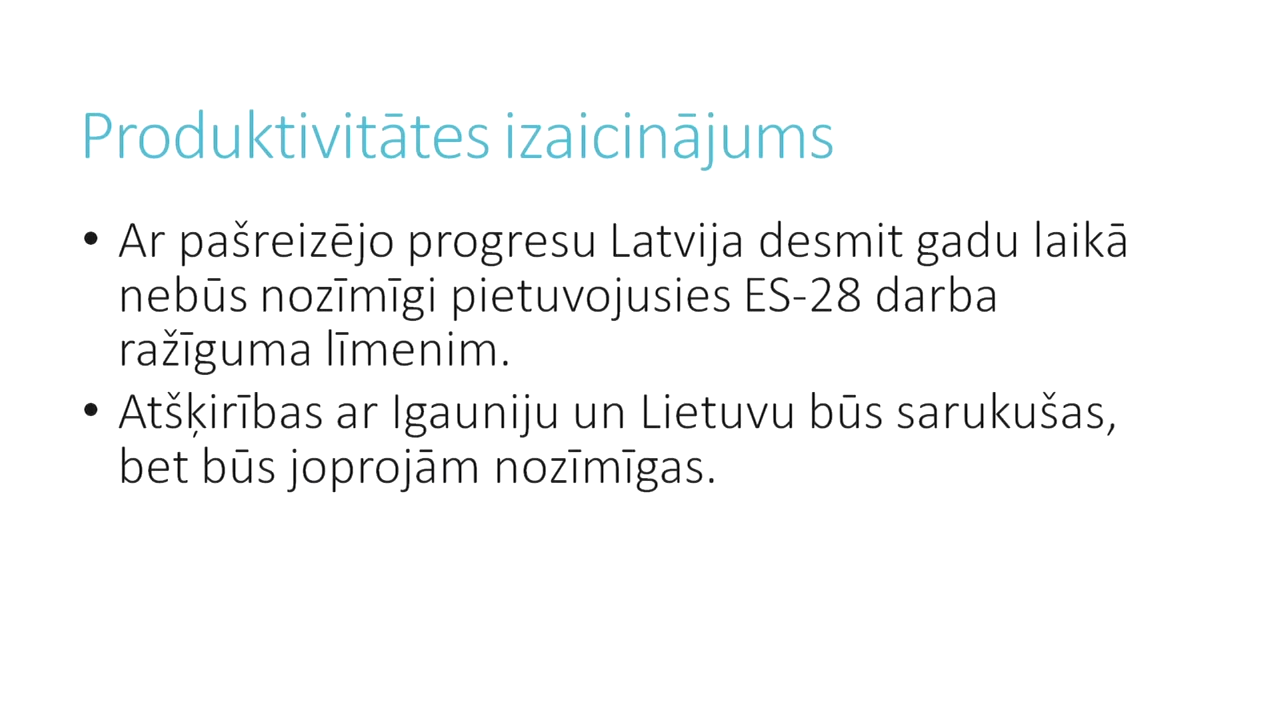 Produktivitātes izaicinājums
• Ar pašreizējo progresu Latvija desmit gadu laikā
nebūs nozīmīgi pietuvojusies ES-28 darba
ražīguma līmenim.
• Atšķirības ar Igauniju un Lietuvu būs sarukušas,
bet būs joprojām nozīmīgas.